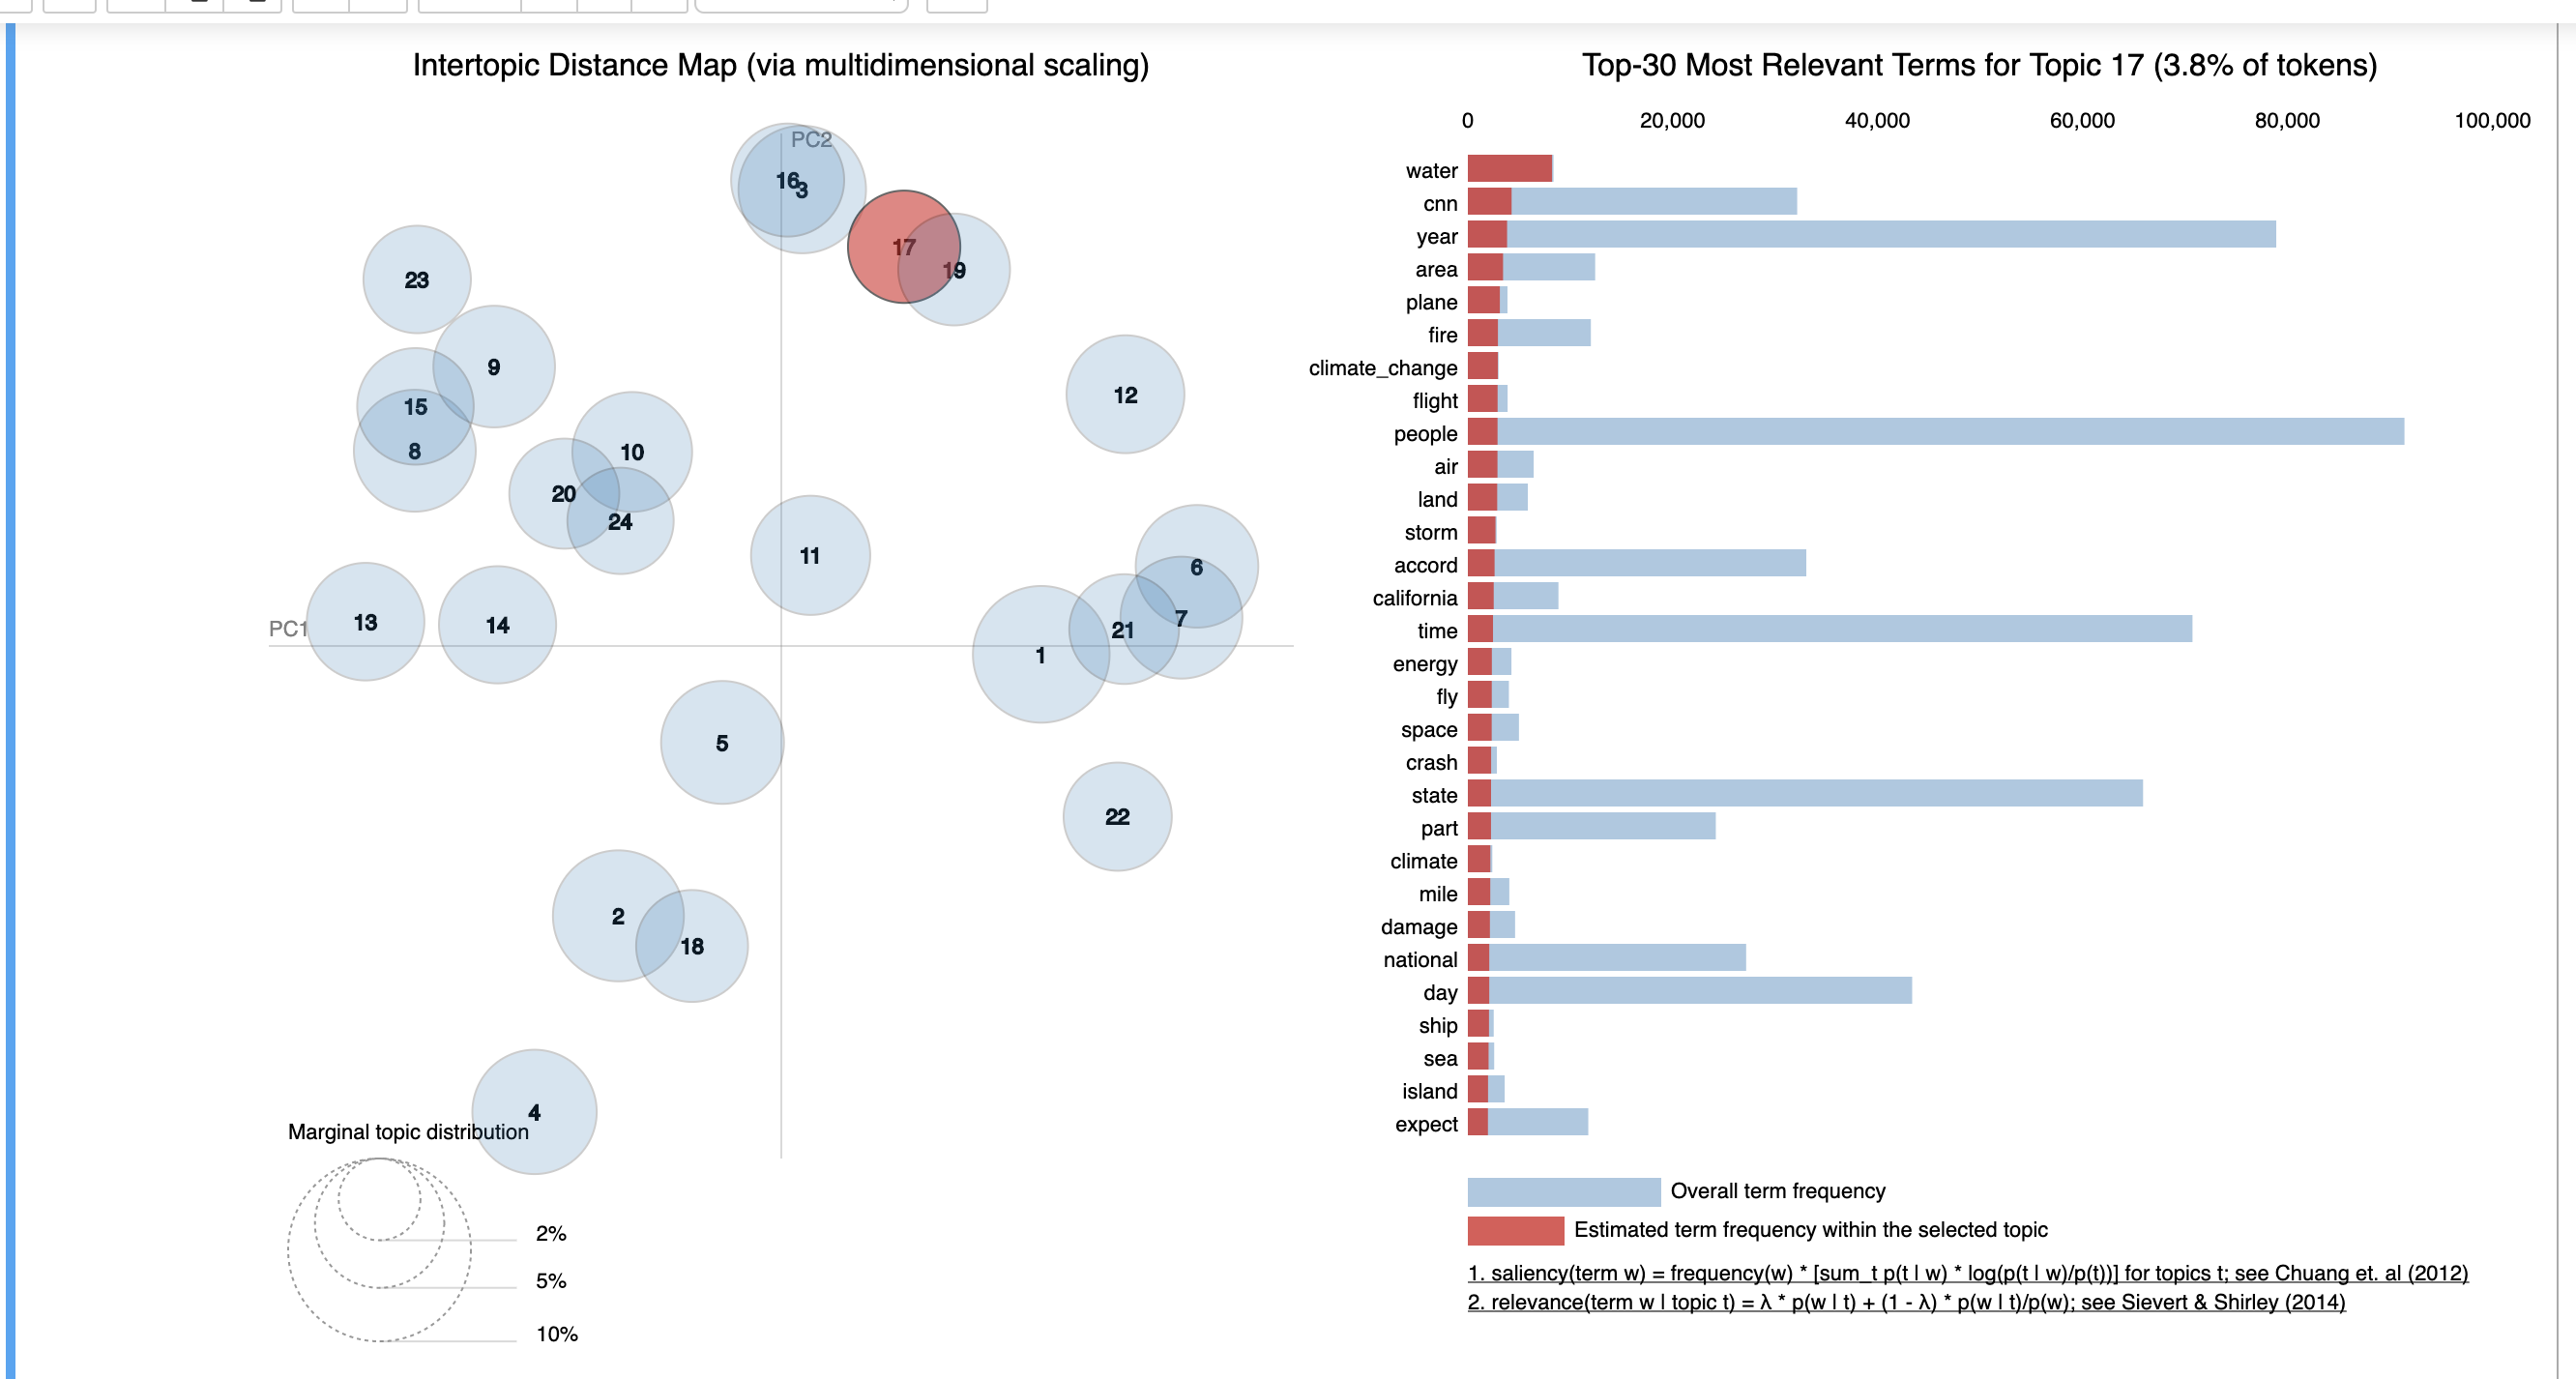 Intertopic Distance Map (via multidimensional scaling)
PC2
16
3
17
19
23
9
12
15
8
10
20
24
11
6
7
13
14
PC1
21
1
5
22
2
18
4
Marginal topic distribution
2%
5%
10%
Top-30 Most Relevant Terms for Topic 17 (3.8% of tokens)
0 20,000 40,000 60,000 80,000 100,000
water
cnn
year
area
plane
fire
climate_change
flight
people
air
land
storm
accord
california
time
energy
fly
space
crash
state
part
climate
mile
damage
national
day
ship
sea
island
expect
Overall term frequency
Estimated term frequency within the selected topic
1. saliency(term w) = frequency(w) * [sum_t p(t | w) * log(p(t | w)/p(t))] for topics t; see Chuang et. al (2012)
2. relevance(term w | topic t) = λ * p(w | t) + (1 - λ) * p(w | t)/p(w); see Sievert & Shirley (2014)